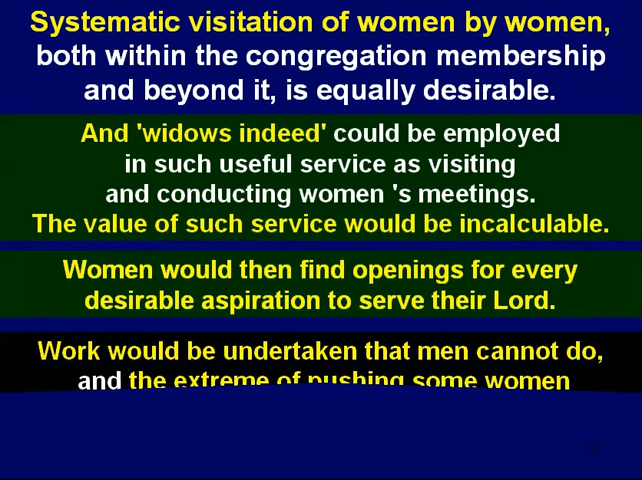 Systematic visitation of women by women,
both within the congregation membership
and beyond it, is equally desirable.
And 'widows indeed' could be employed
in such useful service as visiting
and conducting women 's meetings.
The value of such service would be incalculable.
Women would then find openings for every
desirable aspiration to serve their Lord.
Work would be undertaken that men cannot do,
and the extreme of pushing some women